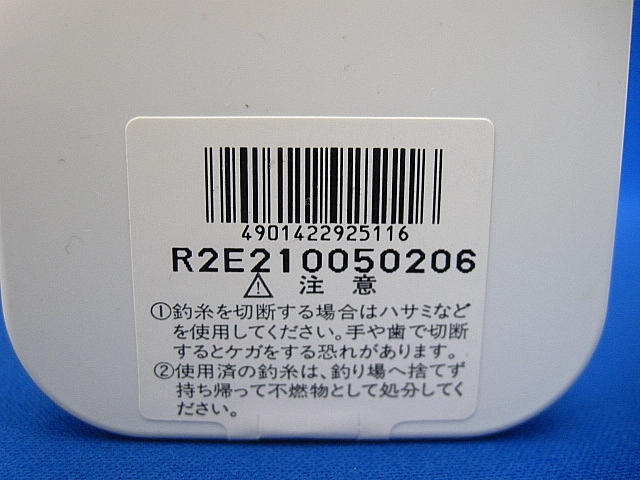 4901422925116
R2E210050206
⚠ 注意
①釣糸を切断する場合はハサミなど
を使用してください。手や歯で切断
するとケガをする恐れがあります。
②使用済の釣糸は、釣り場へ捨てず
持ち帰って不燃物として処分してく
ださい。